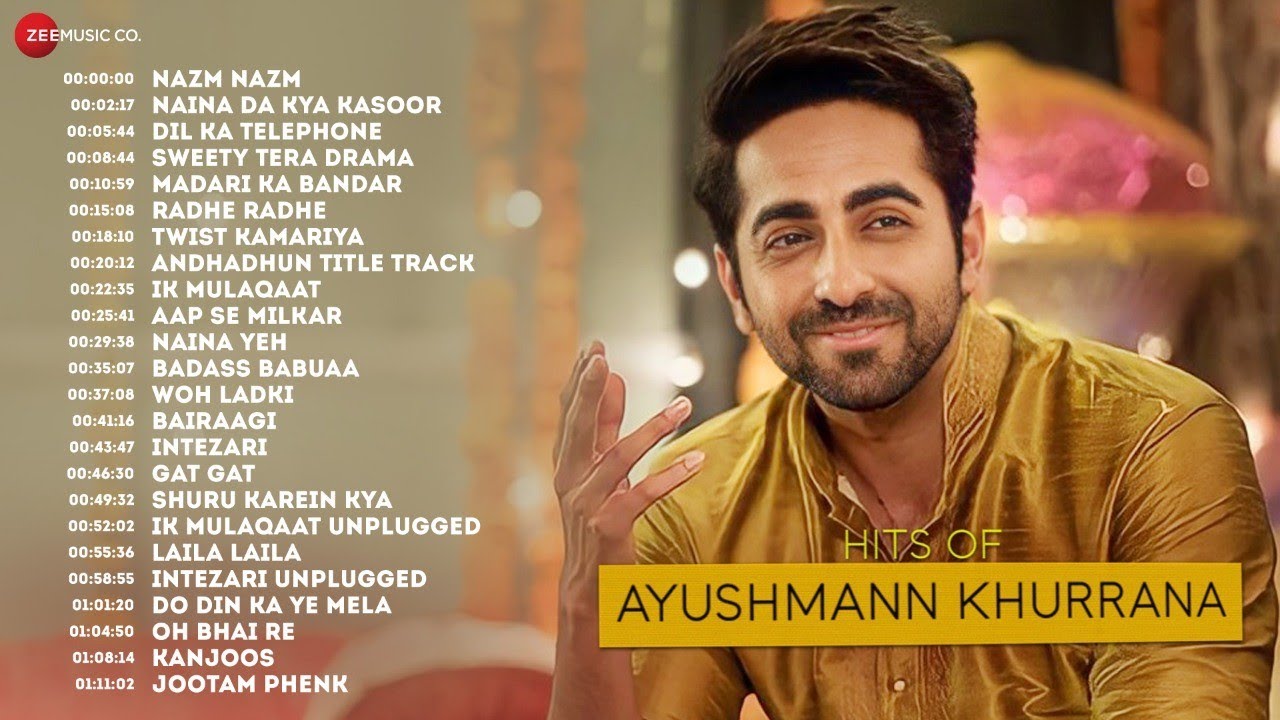 ZEE MUSIC CO.
00:00:00 NAZM NAZM
00:02:17 NAINA DA KYA KASOOR
00:05:44 DIL KA TELEPHONE
00:08:44 SWEETY TERA DRAMA
00:10:59 MADARI KA BANDAR
00:15:08 RADHE RADHE
00:18:10 TWIST KAMARIYA
00:20:12 ANDHADHUN TITLE TRACK
00:22:35 IK MULAQAAT
00:25:41 AAP SE MILKAR
00:29:38 NAINA YEH
00:35:07 BADASS BABUAA
00:37:08 WOH LADKI
00:41:16 BAIRAAGI
00:43:47 INTEZARI
00:46:30 GAT GAT
00:49:32 SHURU KAREIN KYA
00:52:02 IK MULAQAAT UNPLUGGED
00:55:36 LAILA LAILA
00:58:55 INTEZARI UNPLUGGED
01:01:20 DO DIN KA YE MELA
01:04:50 OH BHAI RE
01:08:14 KANJOOS
01:11:02 JOOTAM PHENK
HITS OF
AYUSHMANN KHURRANA